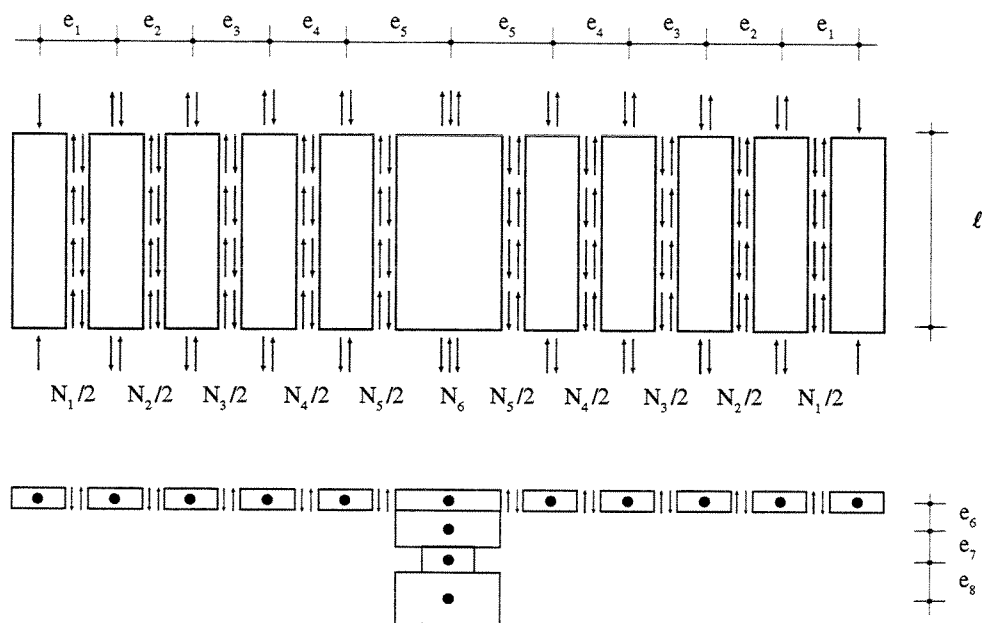 e₁ e₂ e₃ e₄ e₅ e₅ e₄ e₃ e₂ e₁
ℓ
N₁/2 N₂/2 N₃/2 N₄/2 N₅/2 N₆ N₅/2 N₄/2 N₃/2 N₂/2 N₁/2
e₆
e₇
e₈